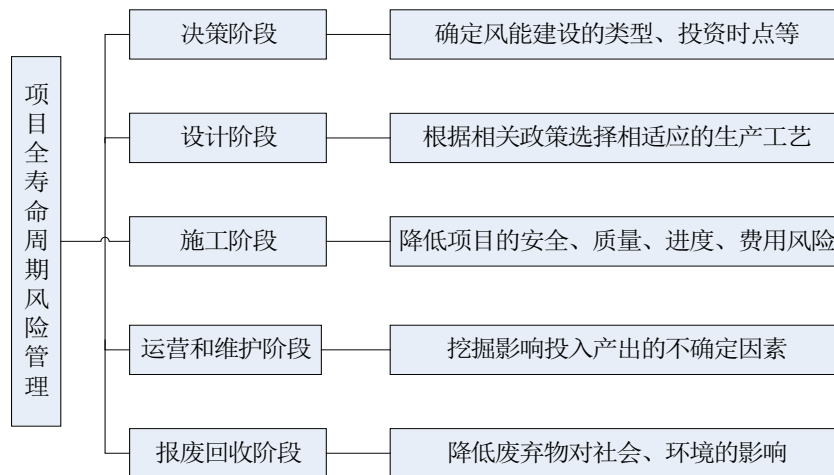 项目全寿命周期风险管理
决策阶段
确定风能建设的类型、投资时点等
设计阶段
根据相关政策选择相适应的生产工艺
施工阶段
降低项目的安全、质量、进度、费用风险
运营和维护阶段
挖掘影响投入产出的不确定因素
报废回收阶段
降低废弃物对社会、环境的影响